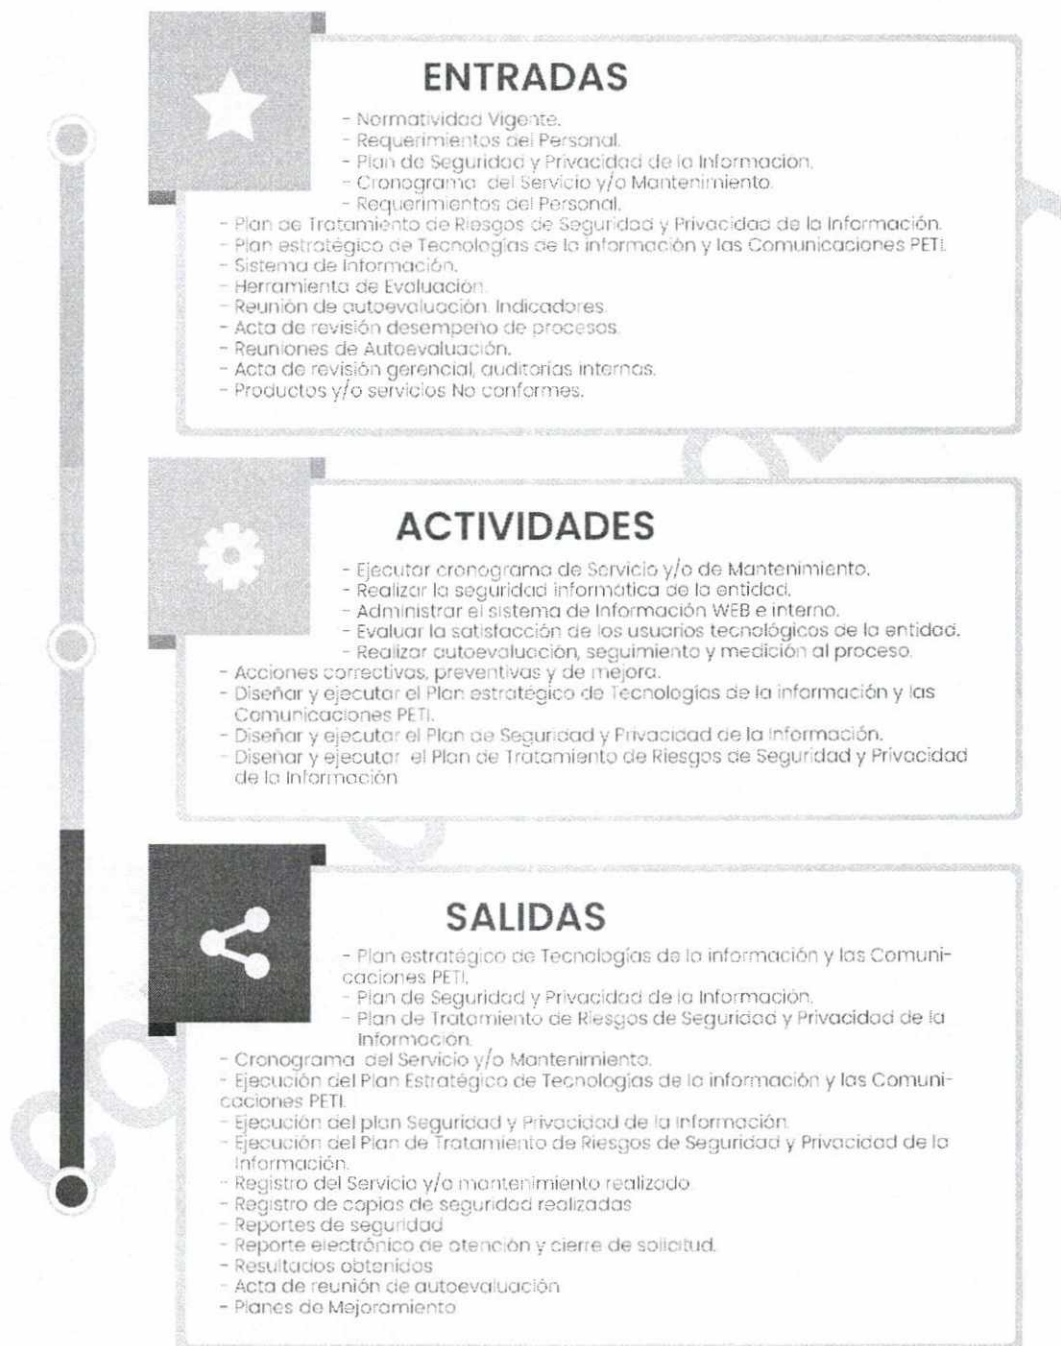 ENTRADAS
- Normatividad Vigente.
- Requerimientos del Personal.
- Plan de Seguridad y Privacidad de la Información.
- Cronograma del Servicio y/o Mantenimiento.
- Requerimientos del Personal.
- Plan de Tratamiento de Riesgos de Seguridad y Privacidad de la Información.
- Plan estratégico de Tecnologías de la información y las Comunicaciones PETI.
- Sistema de Información.
- Herramienta de Evaluación.
- Reunión de autoevaluación. Indicadores.
- Acta de revisión desempeño de procesos.
- Reuniones de Autoevaluación.
- Acta de revisión gerencial, auditorías internas.
- Productos y/o servicios No conformes.
ACTIVIDADES
- Ejecutar cronograma de Servicio y/o de Mantenimiento.
- Realizar la seguridad informática de la entidad.
- Administrar el sistema de Información WEB e interno.
- Evaluar la satisfacción de los usuarios tecnológicos de la entidad.
- Realizar autoevaluación, seguimiento y medición al proceso.
- Acciones correctivas, preventivas y de mejora.
- Diseñar y ejecutar el Plan estratégico de Tecnologías de la información y las
Comunicaciones PETI.
- Diseñar y ejecutar el Plan de Seguridad y Privacidad de la Información.
- Diseñar y ejecutar el Plan de Tratamiento de Riesgos de Seguridad y Privacidad
de la Información
SALIDAS
- Plan estratégico de Tecnologías de la información y las Comuni-
caciones PETI.
- Plan de Seguridad y Privacidad de la Información.
- Plan de Tratamiento de Riesgos de Seguridad y Privacidad de la
Información.
- Cronograma del Servicio y/o Mantenimiento.
- Ejecución del Plan Estratégico de Tecnologías de la información y las Comuni-
caciones PETI.
- Ejecución del plan Seguridad y Privacidad de la Información
- Ejecución del Plan de Tratamiento de Riesgos de Seguridad y Privacidad de la
Información.
- Registro del Servicio y/o mantenimiento realizado
- Registro de copias de seguridad realizadas
- Reportes de seguridad
- Reporte electrónico de atención y cierre de solicitud.
- Resultados obtenidos
- Acta de reunión de autoevaluación
- Planes de Mejoramiento